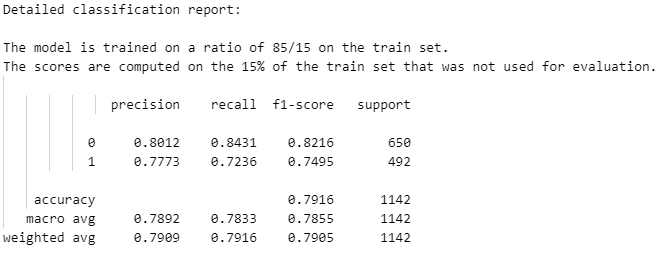 Detailed classification report:
The model is trained on a ratio of 85/15 on the train set.
The scores are computed on the 15% of the train set that was not used for evaluation.
precision recall f1-score support
0 0.8012 0.8431 0.8216 650
1 0.7773 0.7236 0.7495 492
accuracy 0.7916 1142
macro avg 0.7892 0.7833 0.7855 1142
weighted avg 0.7909 0.7916 0.7905 1142